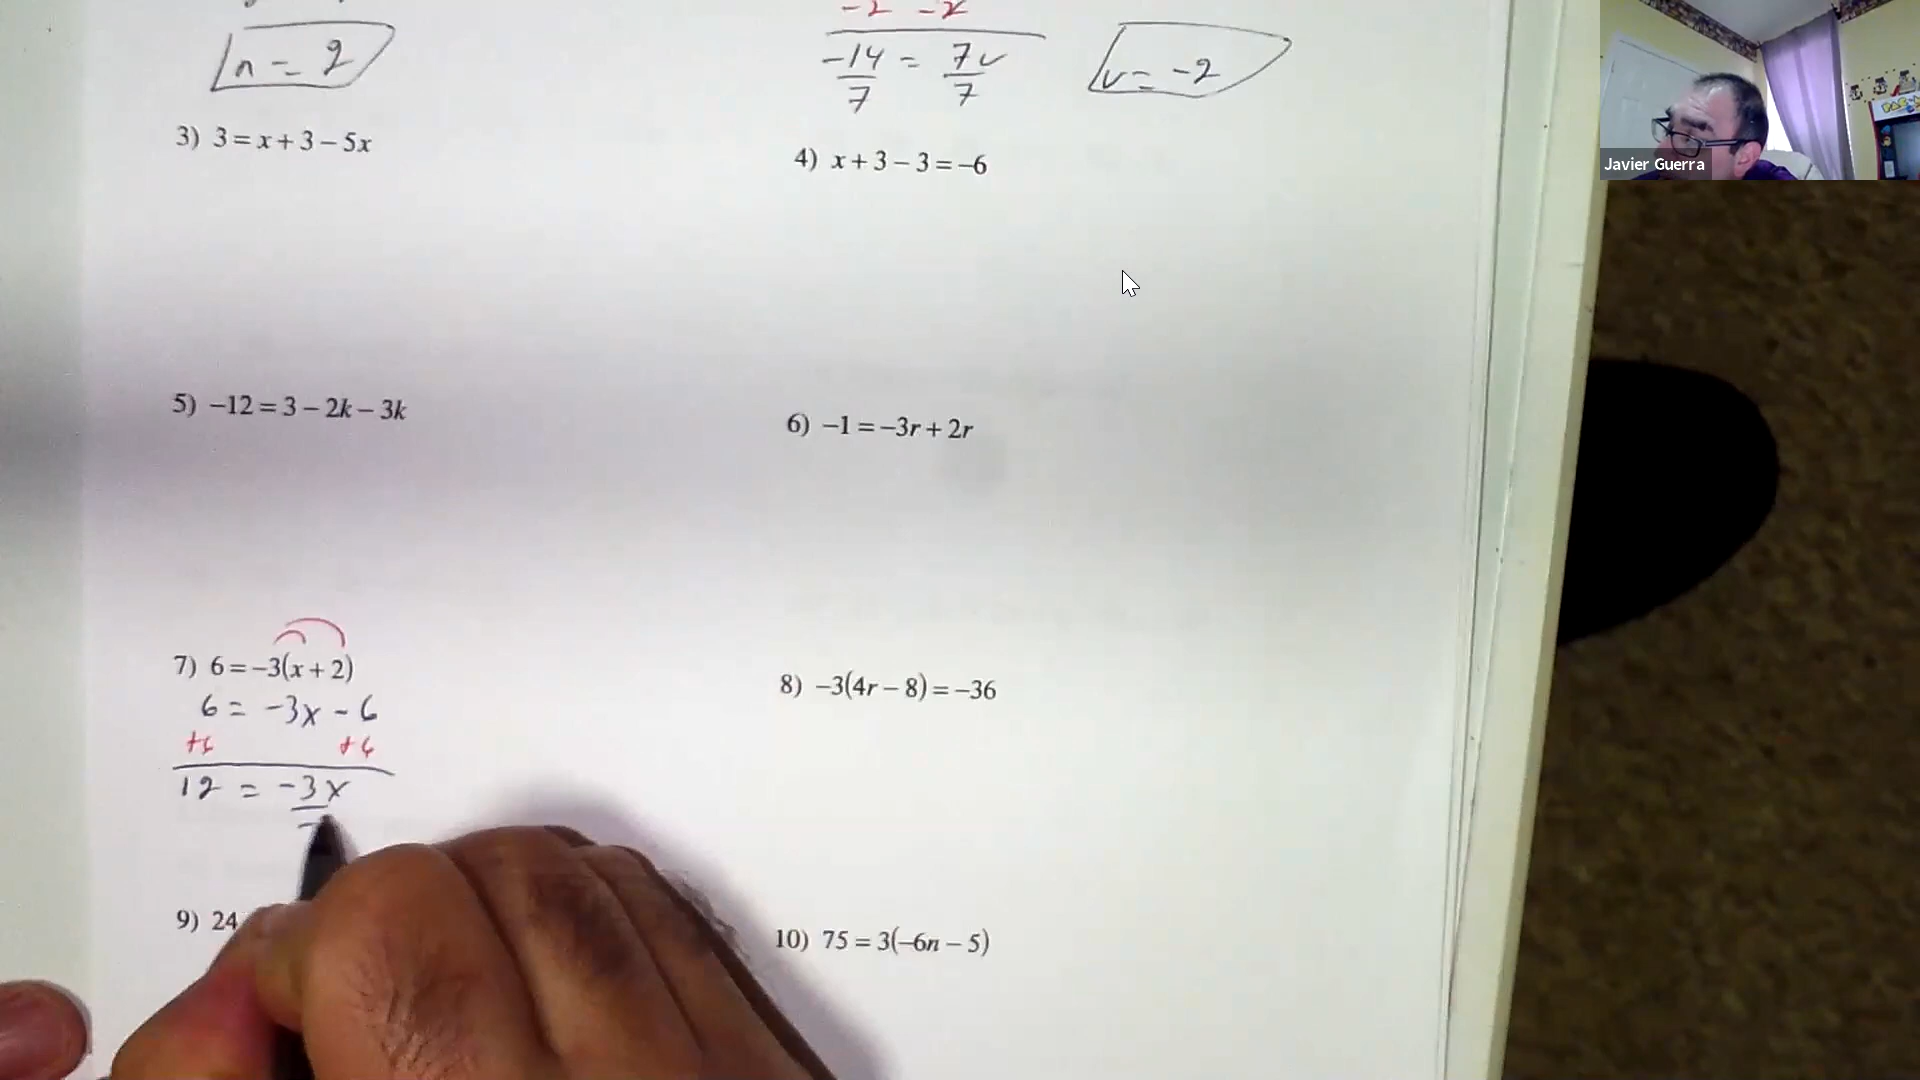 -2 -2
n = 2
-14 = 7v
7 7
v = -2
3) 3 = x + 3 − 5x
4) x + 3 − 3 = −6
5) −12 = 3 − 2k − 3k
6) −1 = −3r + 2r
7) 6 = −3(x + 2)
6 = -3x - 6
+6 +6
12 = -3x
8) −3(4r − 8) = −36
9) 24
10) 75 = 3(−6n − 5)
Javier Guerra